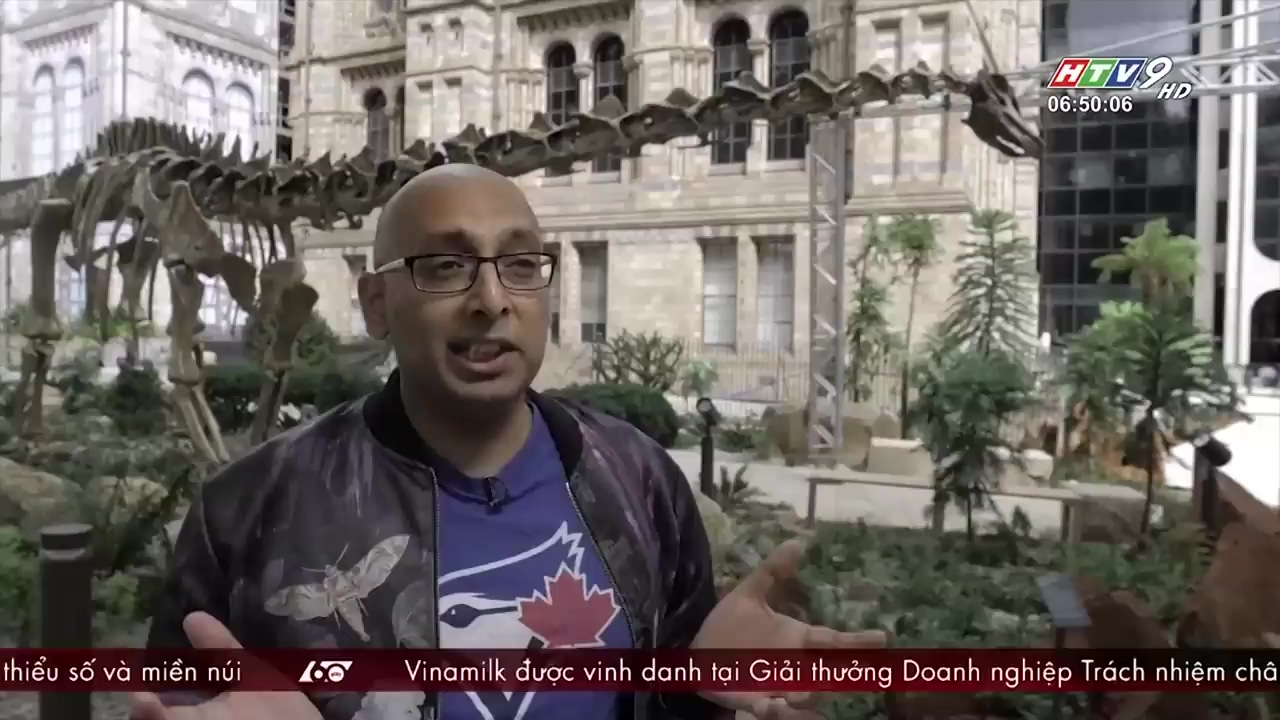 HTV9
HD
06:50:06
thiểu số và miền núi
Vinamilk được vinh danh tại Giải thưởng Doanh nghiệp Trách nhiệm châ